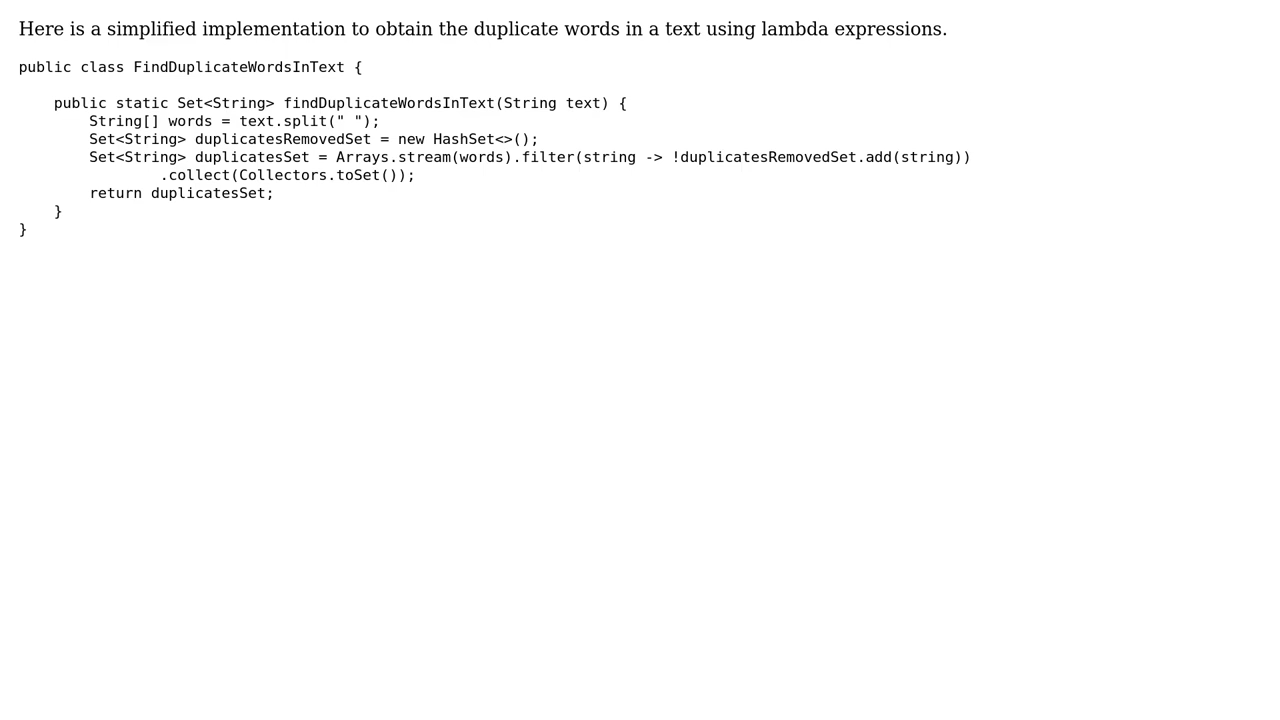 Here is a simplified implementation to obtain the duplicate words in a text using lambda expressions.
public class FindDuplicateWordsInText {
    public static Set<String> findDuplicateWordsInText(String text) {
        String[] words = text.split(" ");
        Set<String> duplicatesRemovedSet = new HashSet<>();
        Set<String> duplicatesSet = Arrays.stream(words).filter(string -> !duplicatesRemovedSet.add(string))
                .collect(Collectors.toSet());
        return duplicatesSet;
    }
}